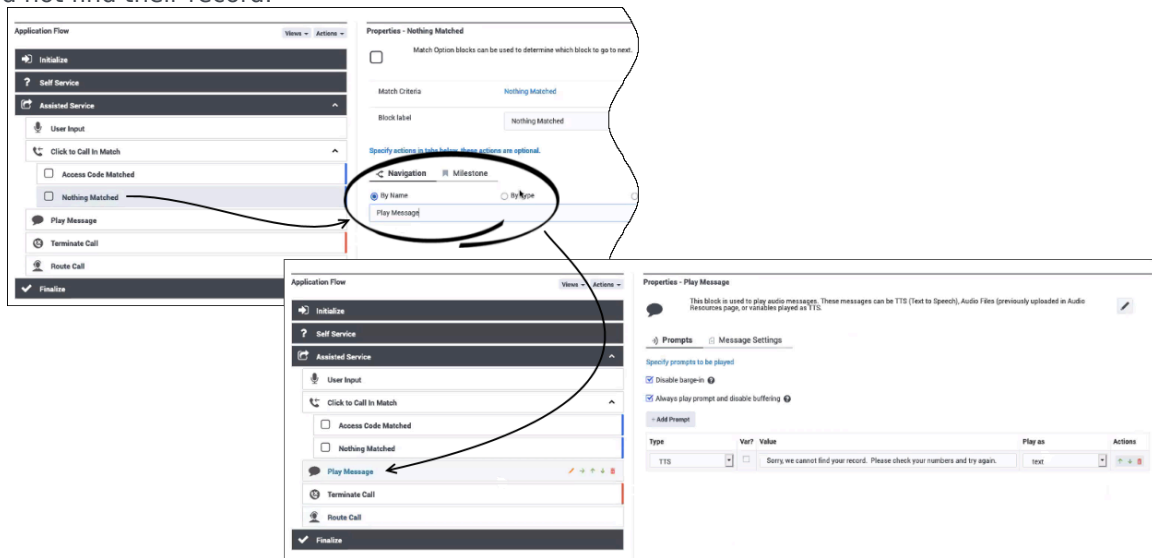 d not find their record.
Application Flow
Views
Actions
Initialize
Self Service
Assisted Service
User Input
Click to Call In Match
Access Code Matched
Nothing Matched
Play Message
Terminate Call
Route Call
Finalize
Properties - Nothing Matched
Match Option blocks can be used to determine which block to go to next.
Match Criteria
Nothing Matched
Block label
Nothing Matched
Specify actions in tabs below, these actions are optional.
Navigation
Milestone
By Name
By Type
Play Message
Application Flow
Views
Actions
Initialize
Self Service
Assisted Service
User Input
Click to Call In Match
Access Code Matched
Nothing Matched
Play Message
Terminate Call
Route Call
Finalize
Properties - Play Message
This block is used to play audio messages. These messages can be TTS (Text to Speech), Audio Files (previously uploaded in Audio
Resources page, or variables played as TTS.
Prompts
Message Settings
Specify prompts to be played
Disable barge-in
Always play prompt and disable buffering
Add Prompt
Type Var? Value Play as Actions
TTS Sorry, we cannot find your record. Please check your numbers and try again. text